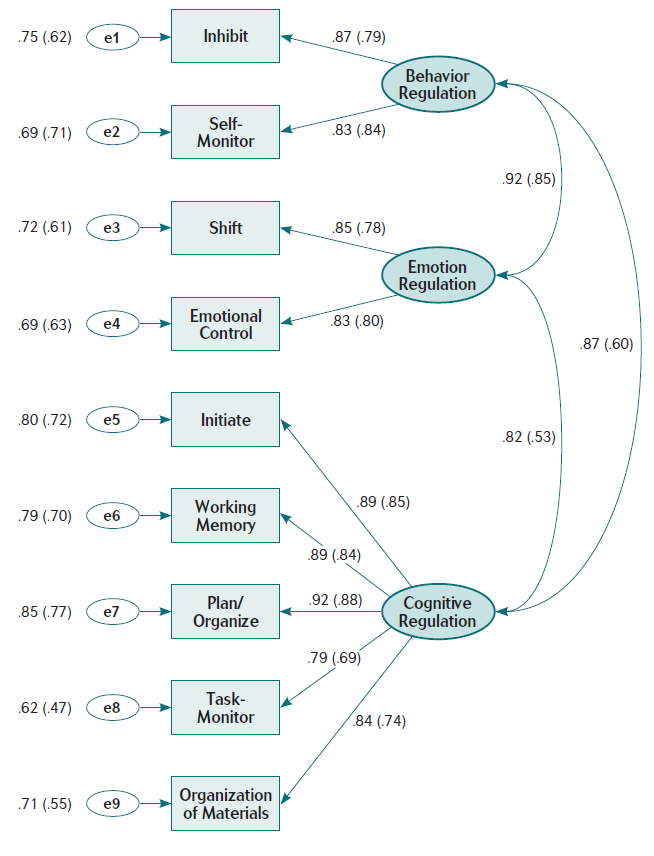 .75 (.62)
e1
Inhibit
.87 (.79)
Behavior
Regulation
.69 (.71)
e2
Self-
Monitor
.83 (.84)
.92 (.85)
.72 (.61)
e3
Shift
.85 (.78)
Emotion
Regulation
.69 (.63)
e4
Emotional
Control
.83 (.80)
.87 (.60)
.80 (.72)
e5
Initiate
.82 (.53)
.89 (.85)
.79 (.70)
e6
Working
Memory
.89 (.84)
.85 (.77)
e7
Plan/
Organize
.92 (.88)
Cognitive
Regulation
.79 (.69)
.62 (.47)
e8
Task-
Monitor
.84 (.74)
.71 (.55)
e9
Organization
of Materials